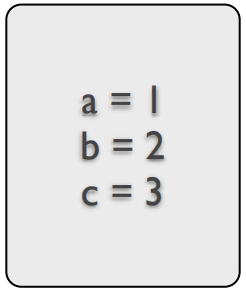 a = 1
b = 2
c = 3